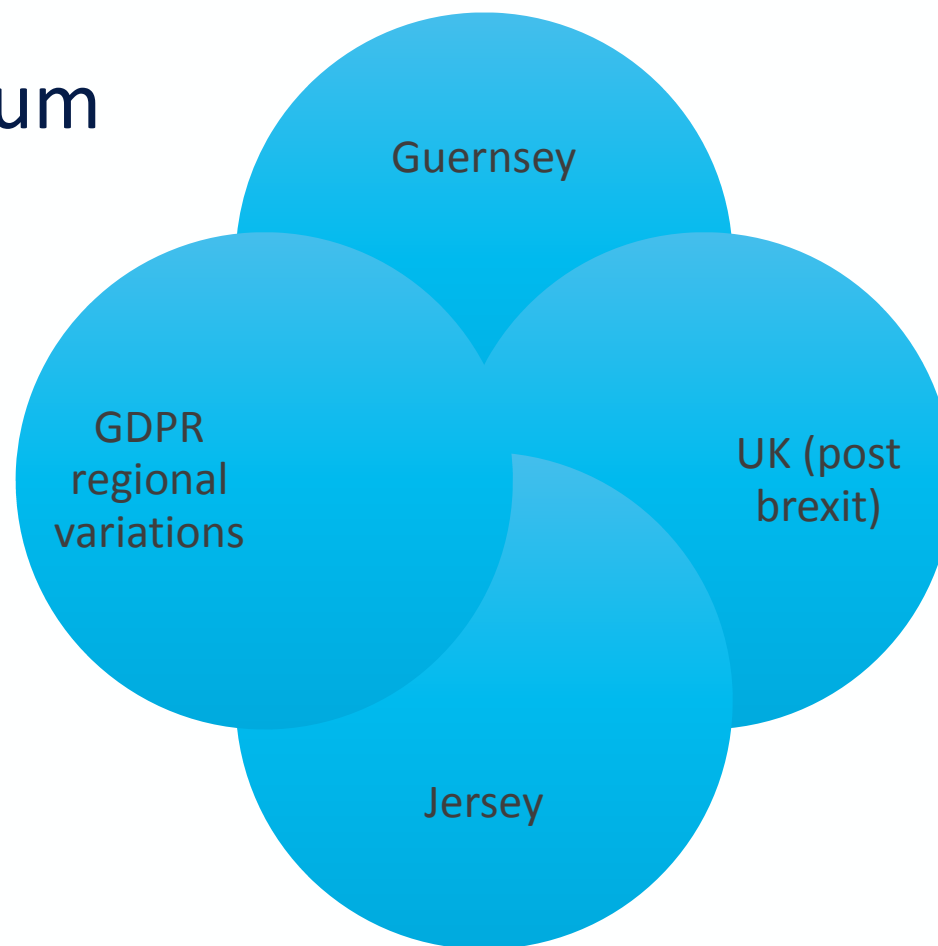 um
Guernsey
GDPR
regional
variations
UK (post
brexit)
Jersey